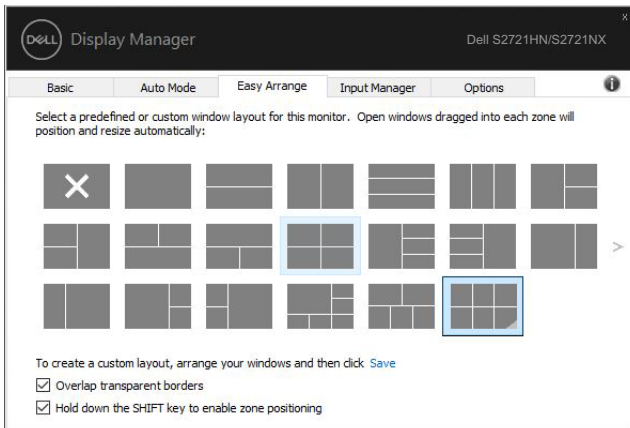 x
DELL Display Manager Dell S2721HN/S2721NX
Basic Auto Mode Easy Arrange Input Manager Options
Select a predefined or custom window layout for this monitor. Open windows dragged into each zone will
position and resize automatically:
To create a custom layout, arrange your windows and then click Save
Overlap transparent borders
Hold down the SHIFT key to enable zone positioning